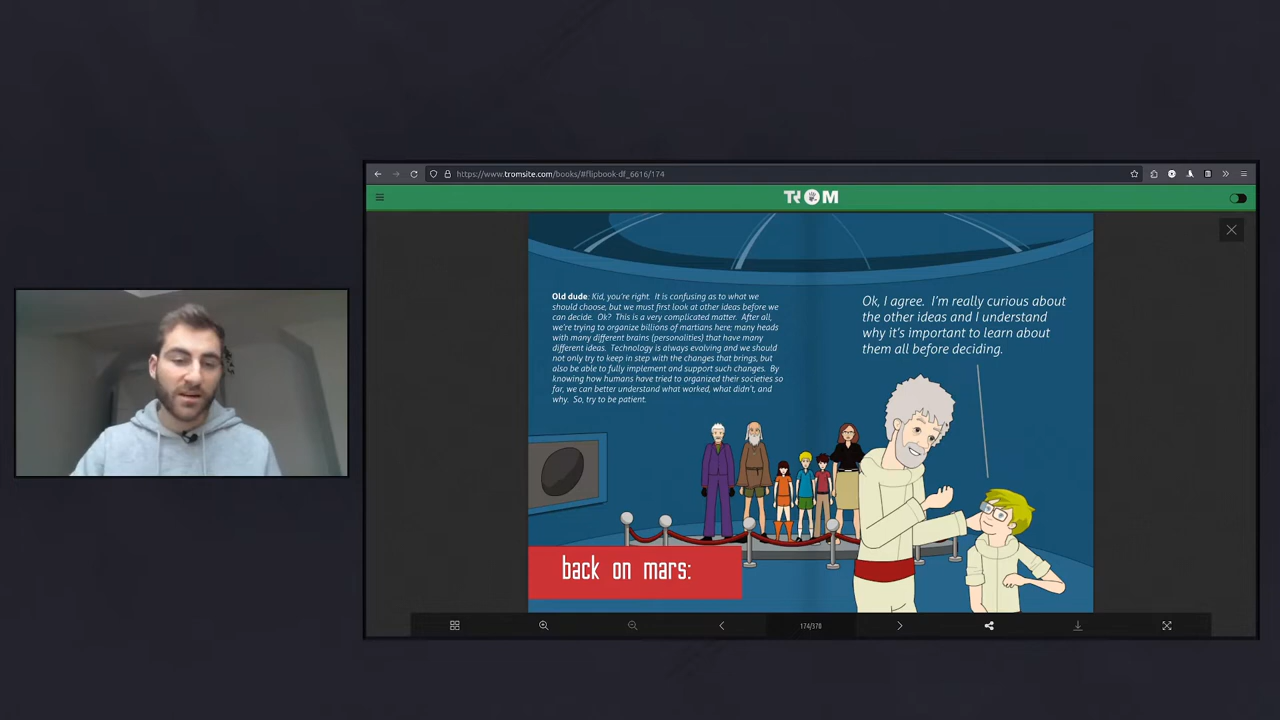 https://www.tromsite.com/books/#flipbook-df_6616/174
TROM
Old dude: Kid, you're right. It is confusing as to what we
should choose, but we must first look at other ideas before we
can decide. Ok? This is a very complicated matter. After all,
we're trying to organize billions of martians here; many heads
with many different brains (personalities) that have many
different ideas. Technology is always evolving and we should
not only try to keep in step with the changes that brings, but
also be able to fully implement and support such changes. By
knowing how humans have tried to organized their societies so
far, we can better understand what worked, what didn't, and
why. So, try to be patient.
Ok, I agree. I'm really curious about
the other ideas and I understand
why it's important to learn about
them all before deciding.
back on mars:
174/370